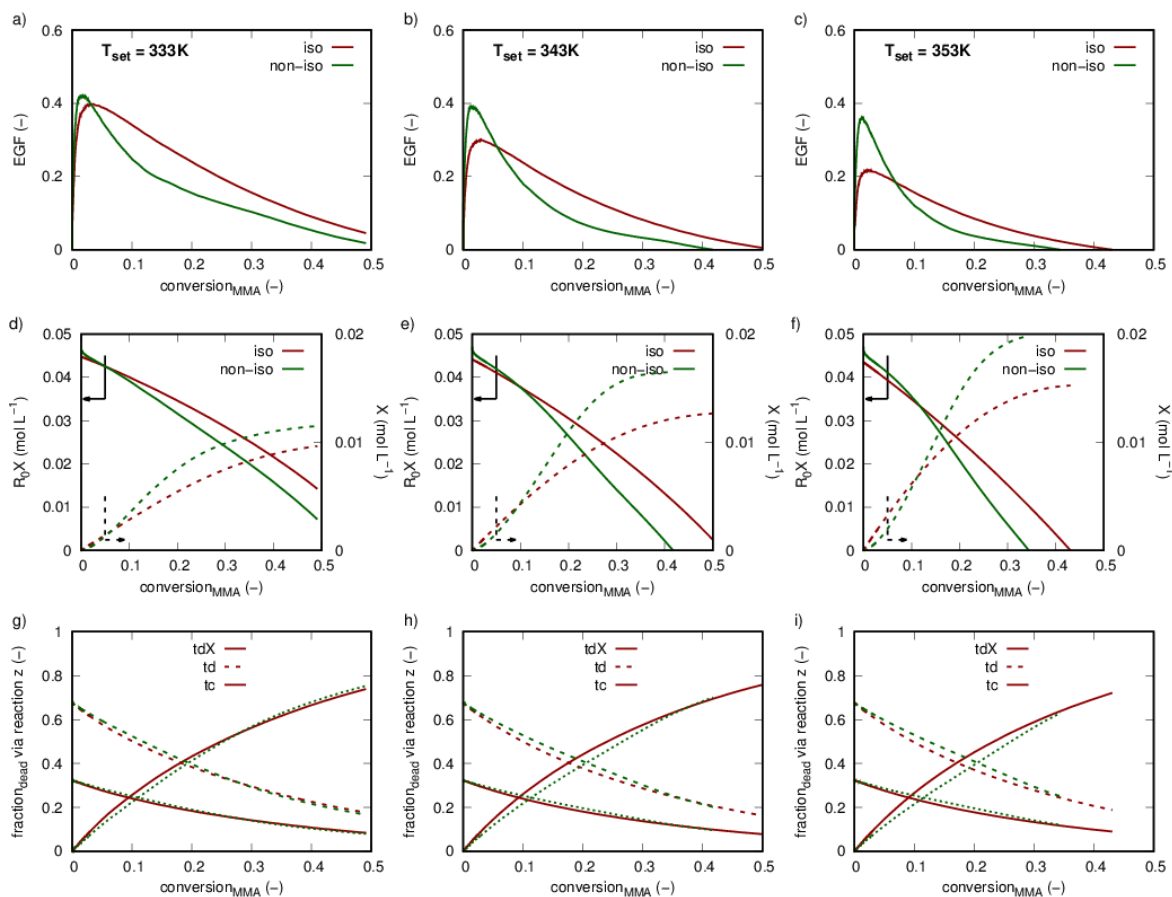 a)
T_set = 333K
iso
non−iso
EGF (−)
0.6
0.4
0.2
0
0 0.1 0.2 0.3 0.4 0.5
conversion_MMA (−)
b)
T_set = 343K
iso
non−iso
EGF (−)
0.6
0.4
0.2
0
0 0.1 0.2 0.3 0.4 0.5
conversion_MMA (−)
c)
T_set = 353K
iso
non−iso
EGF (−)
0.6
0.4
0.2
0
0 0.1 0.2 0.3 0.4 0.5
conversion_MMA (−)
d)
iso
non−iso
R₀X (mol L⁻¹)
0.05
0.04
0.03
0.02
0.01
0
0.02
0.01
0
X (mol L⁻¹)
0 0.1 0.2 0.3 0.4 0.5
conversion_MMA (−)
e)
iso
non−iso
R₀X (mol L⁻¹)
0.05
0.04
0.03
0.02
0.01
0
0.02
0.01
0
X (mol L⁻¹)
0 0.1 0.2 0.3 0.4 0.5
conversion_MMA (−)
f)
iso
non−iso
R₀X (mol L⁻¹)
0.05
0.04
0.03
0.02
0.01
0
0.02
0.01
0
X (mol L⁻¹)
0 0.1 0.2 0.3 0.4 0.5
conversion_MMA (−)
g)
tdX
td
tc
fraction_dead via reaction z (−)
1
0.8
0.6
0.4
0.2
0
0 0.1 0.2 0.3 0.4 0.5
conversion_MMA (−)
h)
tdX
td
tc
fraction_dead via reaction z (−)
1
0.8
0.6
0.4
0.2
0
0 0.1 0.2 0.3 0.4 0.5
conversion_MMA (−)
i)
tdX
td
tc
fraction_dead via reaction z (−)
1
0.8
0.6
0.4
0.2
0
0 0.1 0.2 0.3 0.4 0.5
conversion_MMA (−)